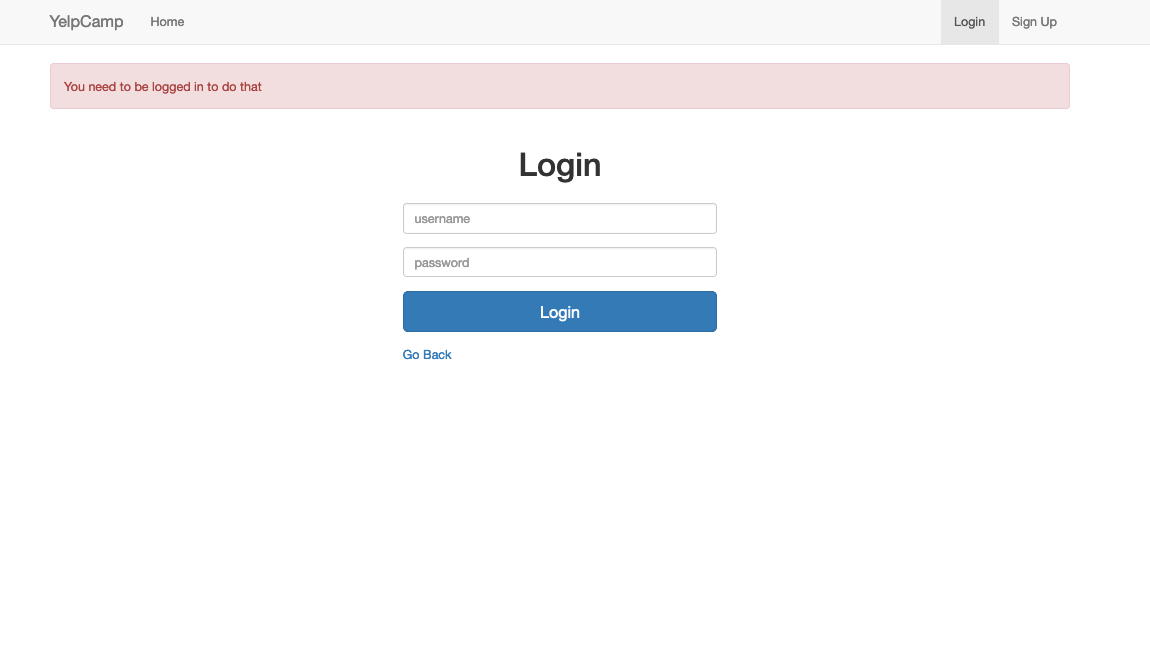 YelpCamp Home Login Sign Up
You need to be logged in to do that
Login
username
password
Login
Go Back